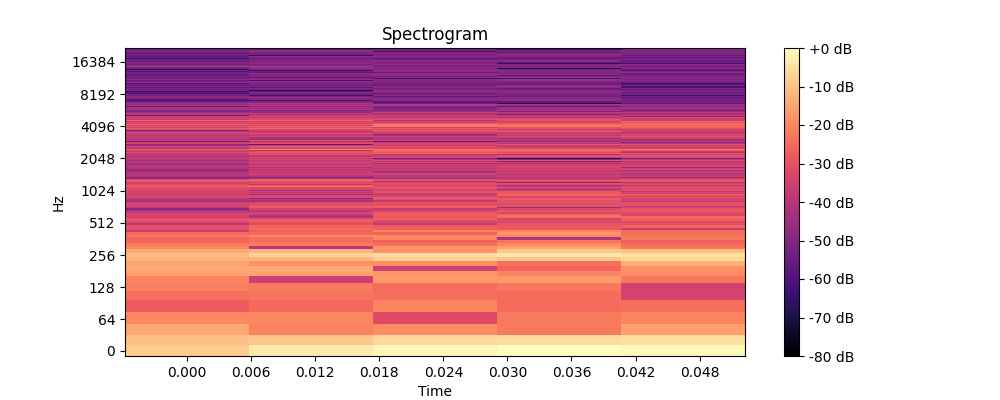 Spectrogram
Hz
16384
8192
4096
2048
1024
512
256
128
64
0
0.000 0.006 0.012 0.018 0.024 0.030 0.036 0.042 0.048
Time
+0 dB
-10 dB
-20 dB
-30 dB
-40 dB
-50 dB
-60 dB
-70 dB
-80 dB